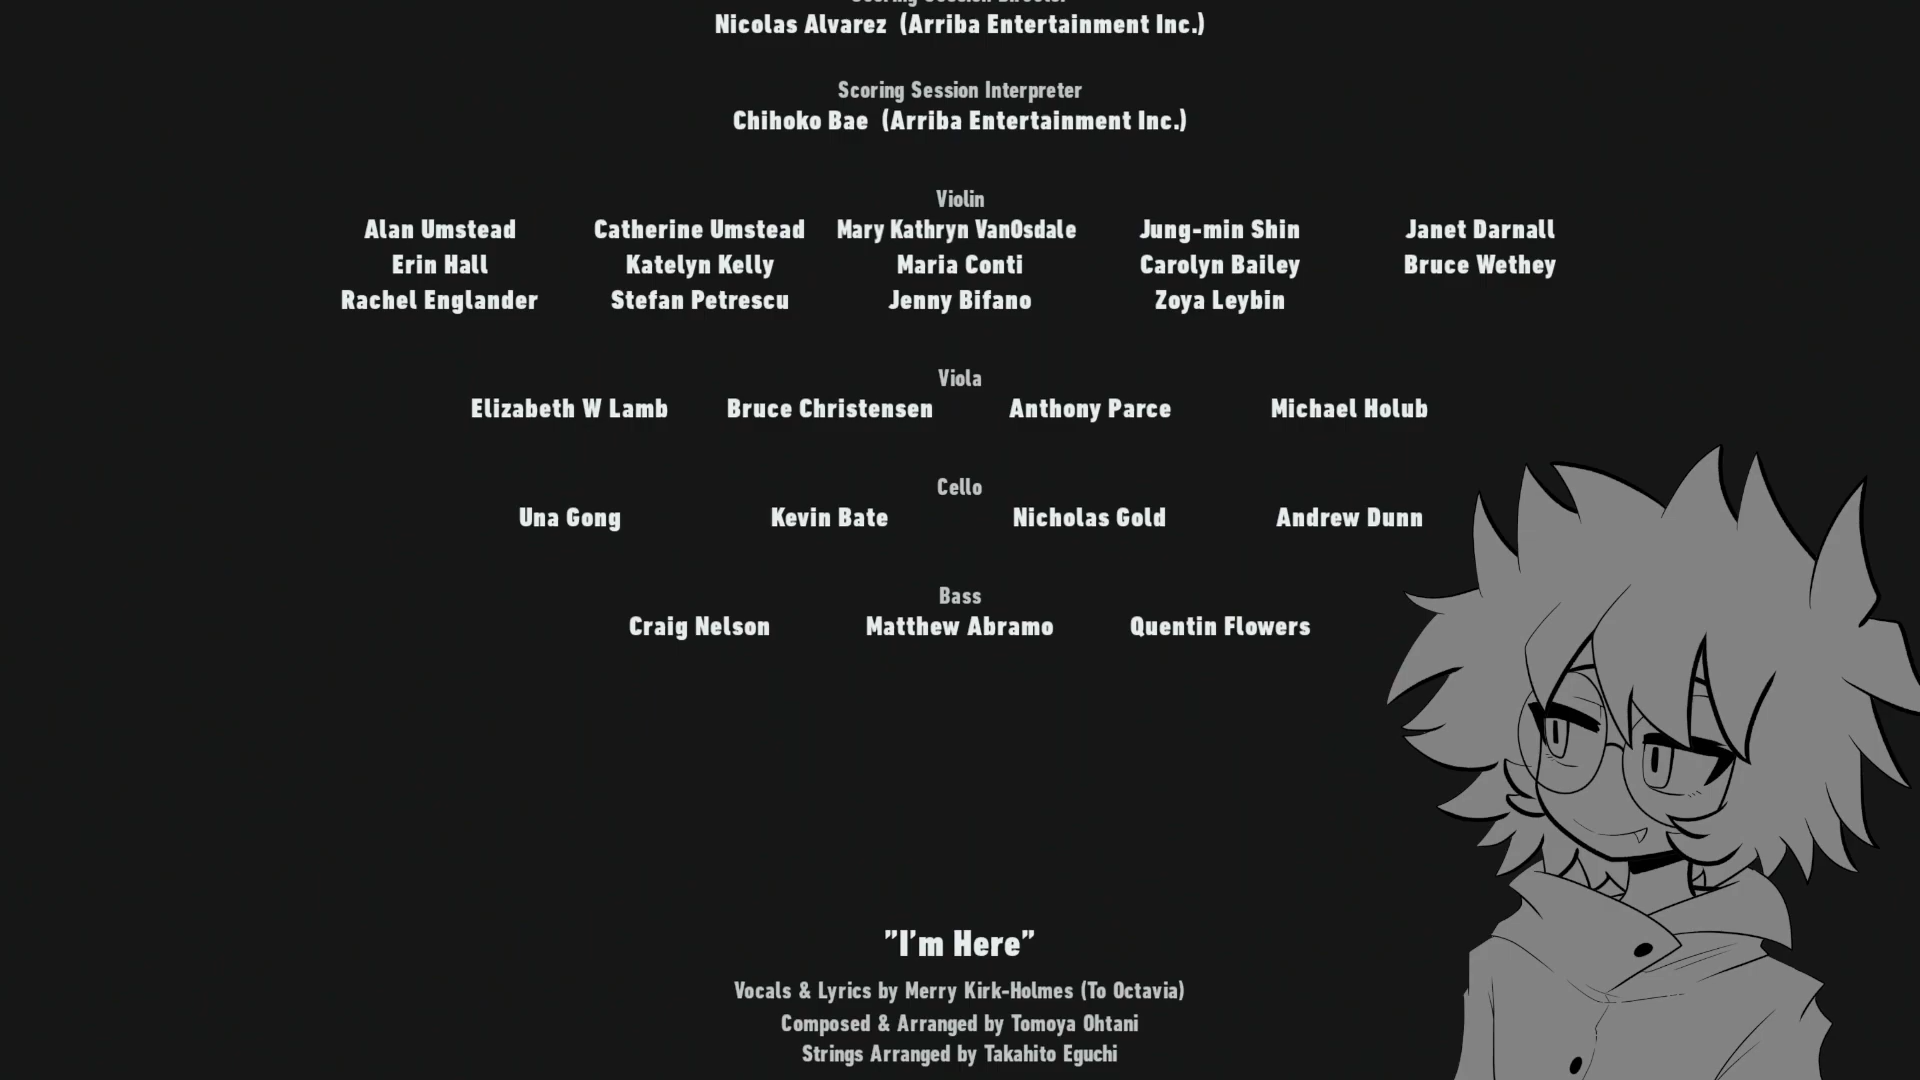 Scoring Session Director
Nicolas Alvarez (Arriba Entertainment Inc.)
Scoring Session Interpreter
Chihoko Bae (Arriba Entertainment Inc.)
Violin
Alan Umstead Catherine Umstead Mary Kathryn VanOsdale Jung-min Shin Janet Darnall
Erin Hall Katelyn Kelly Maria Conti Carolyn Bailey Bruce Wethey
Rachel Englander Stefan Petrescu Jenny Bifano Zoya Leybin
Viola
Elizabeth W Lamb Bruce Christensen Anthony Parce Michael Holub
Cello
Una Gong Kevin Bate Nicholas Gold Andrew Dunn
Bass
Craig Nelson Matthew Abramo Quentin Flowers
"I'm Here"
Vocals & Lyrics by Merry Kirk-Holmes (To Octavia)
Composed & Arranged by Tomoya Ohtani
Strings Arranged by Takahito Eguchi